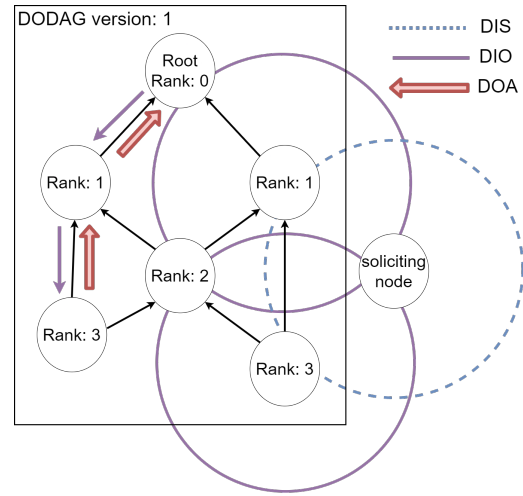 DODAG version: 1
DIS
DIO
DOA
Root
Rank: 0
Rank: 1
Rank: 1
Rank: 2
soliciting
node
Rank: 3
Rank: 3